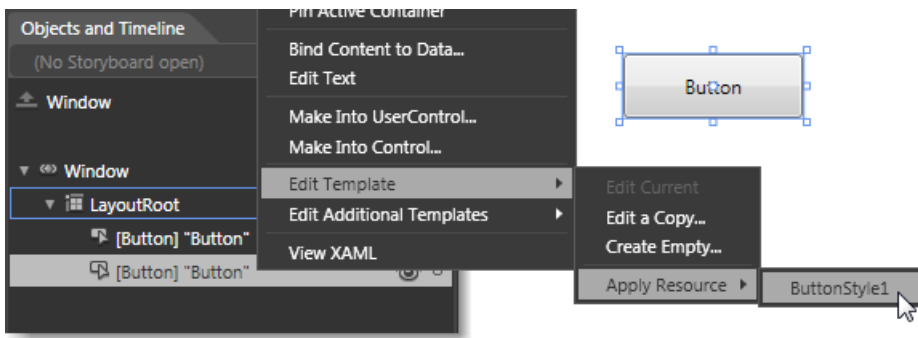 Objects and Timeline
(No Storyboard open)
Window
Window
LayoutRoot
[Button] "Button"
[Button] "Button"
Pin Active Container
Bind Content to Data...
Edit Text
Make Into UserControl...
Make Into Control...
Edit Template
Edit Additional Templates
View XAML
Edit Current
Edit a Copy...
Create Empty...
Apply Resource
ButtonStyle1
Button